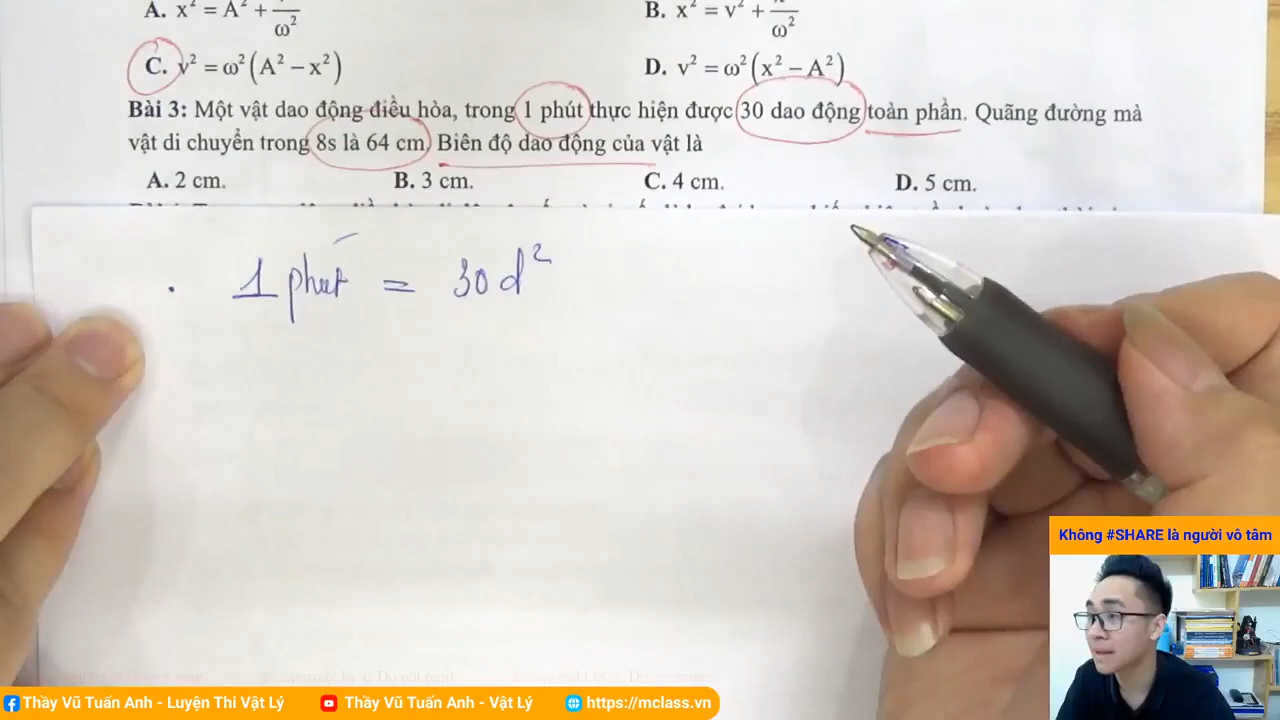 A. x² = A² + /ω²
B. x² = v² + /ω²
C. v² = ω²(A² − x²)
D. v² = ω²(x² − A²)
Bài 3: Một vật dao động điều hòa, trong 1 phút thực hiện được 30 dao động toàn phần. Quãng đường mà
vật di chuyển trong 8s là 64 cm. Biên độ dao động của vật là
A. 2 cm.
B. 3 cm.
C. 4 cm.
D. 5 cm.
. 1 phút = 30 d²
Không #SHARE là người vô tâm
Thầy Vũ Tuấn Anh - Luyện Thi Vật Lý
Thầy Vũ Tuấn Anh - Vật Lý
https://mclass.vn